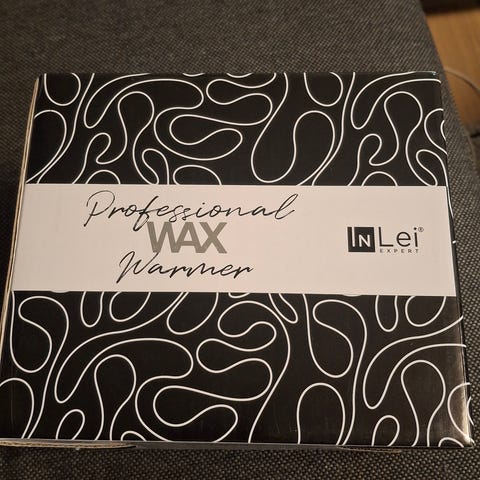 Professional
WAX
Warmer
INLei®
EXPERT